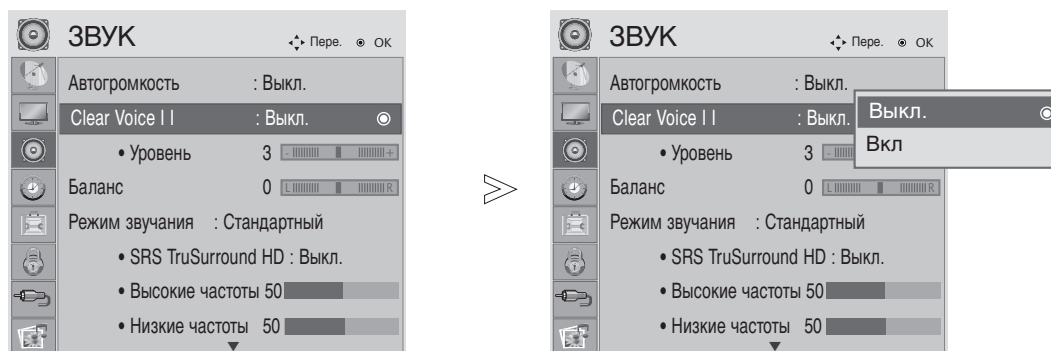 ЗВУК
Пере. OK
Автогромкость : Выкл.
Clear Voice I I : Выкл.
• Уровень 3 - +
Баланс 0 L R
Режим звучания : Стандартный
• SRS TruSurround HD : Выкл.
• Высокие частоты 50
• Низкие частоты 50
ЗВУК
Пере. OK
Автогромкость : Выкл.
Clear Voice I I : Выкл.
Выкл.
Вкл
• Уровень 3 -
Баланс 0 L R
Режим звучания : Стандартный
• SRS TruSurround HD : Выкл.
• Высокие частоты 50
• Низкие частоты 50